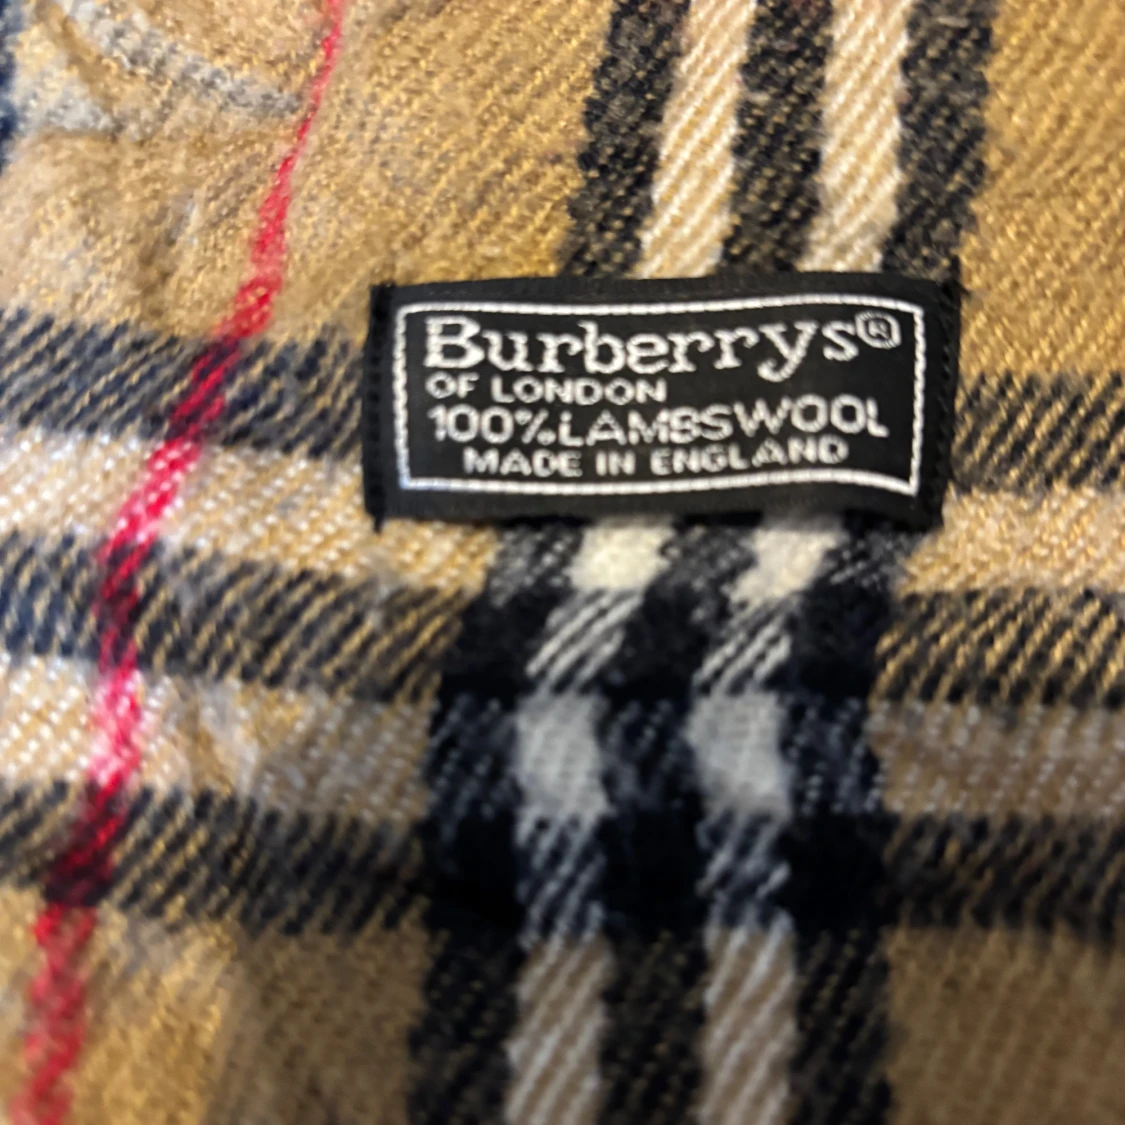 Burberrys®
OF LONDON
100%LAMBSWOOL
MADE IN ENGLAND